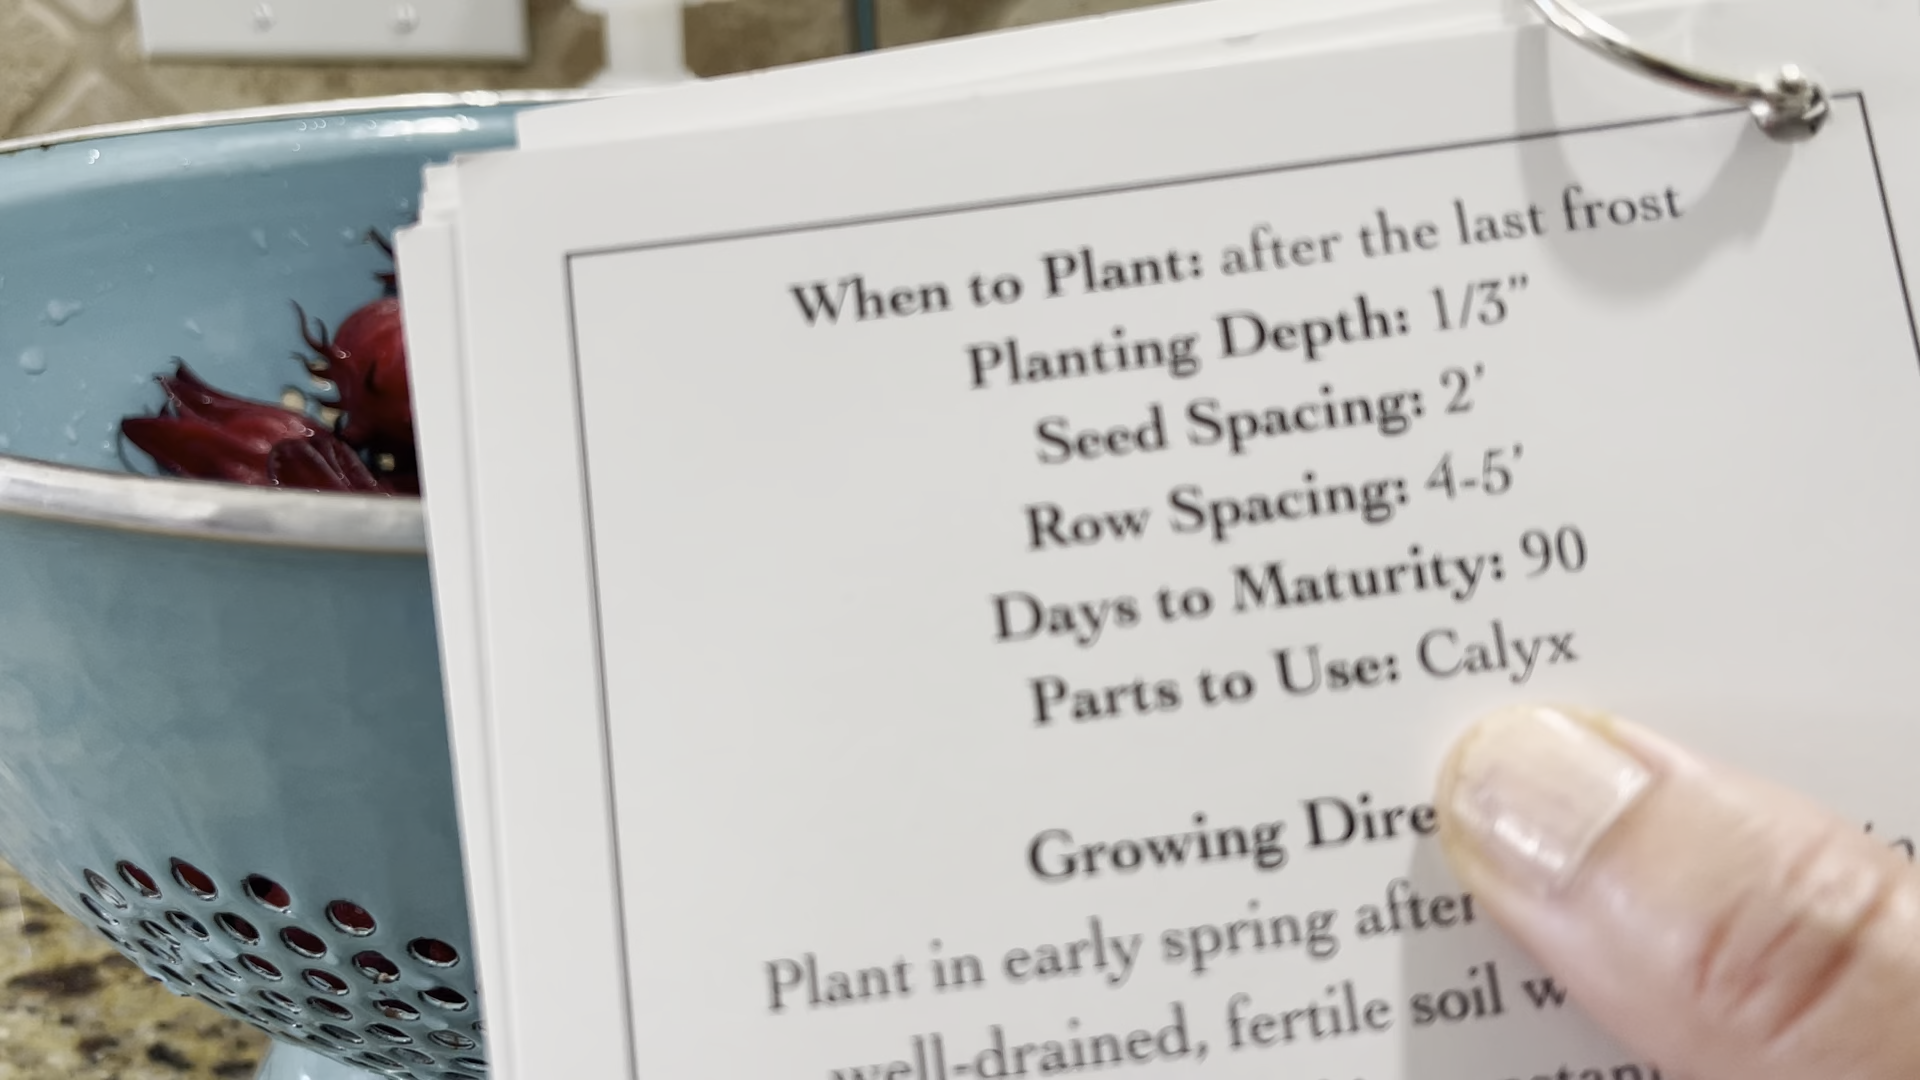 When to Plant: after the last frost
Planting Depth: 1/3”
Seed Spacing: 2’
Row Spacing: 4-5’
Days to Maturity: 90
Parts to Use: Calyx
Growing Dire
Plant in early spring after
well-drained, fertile soil w